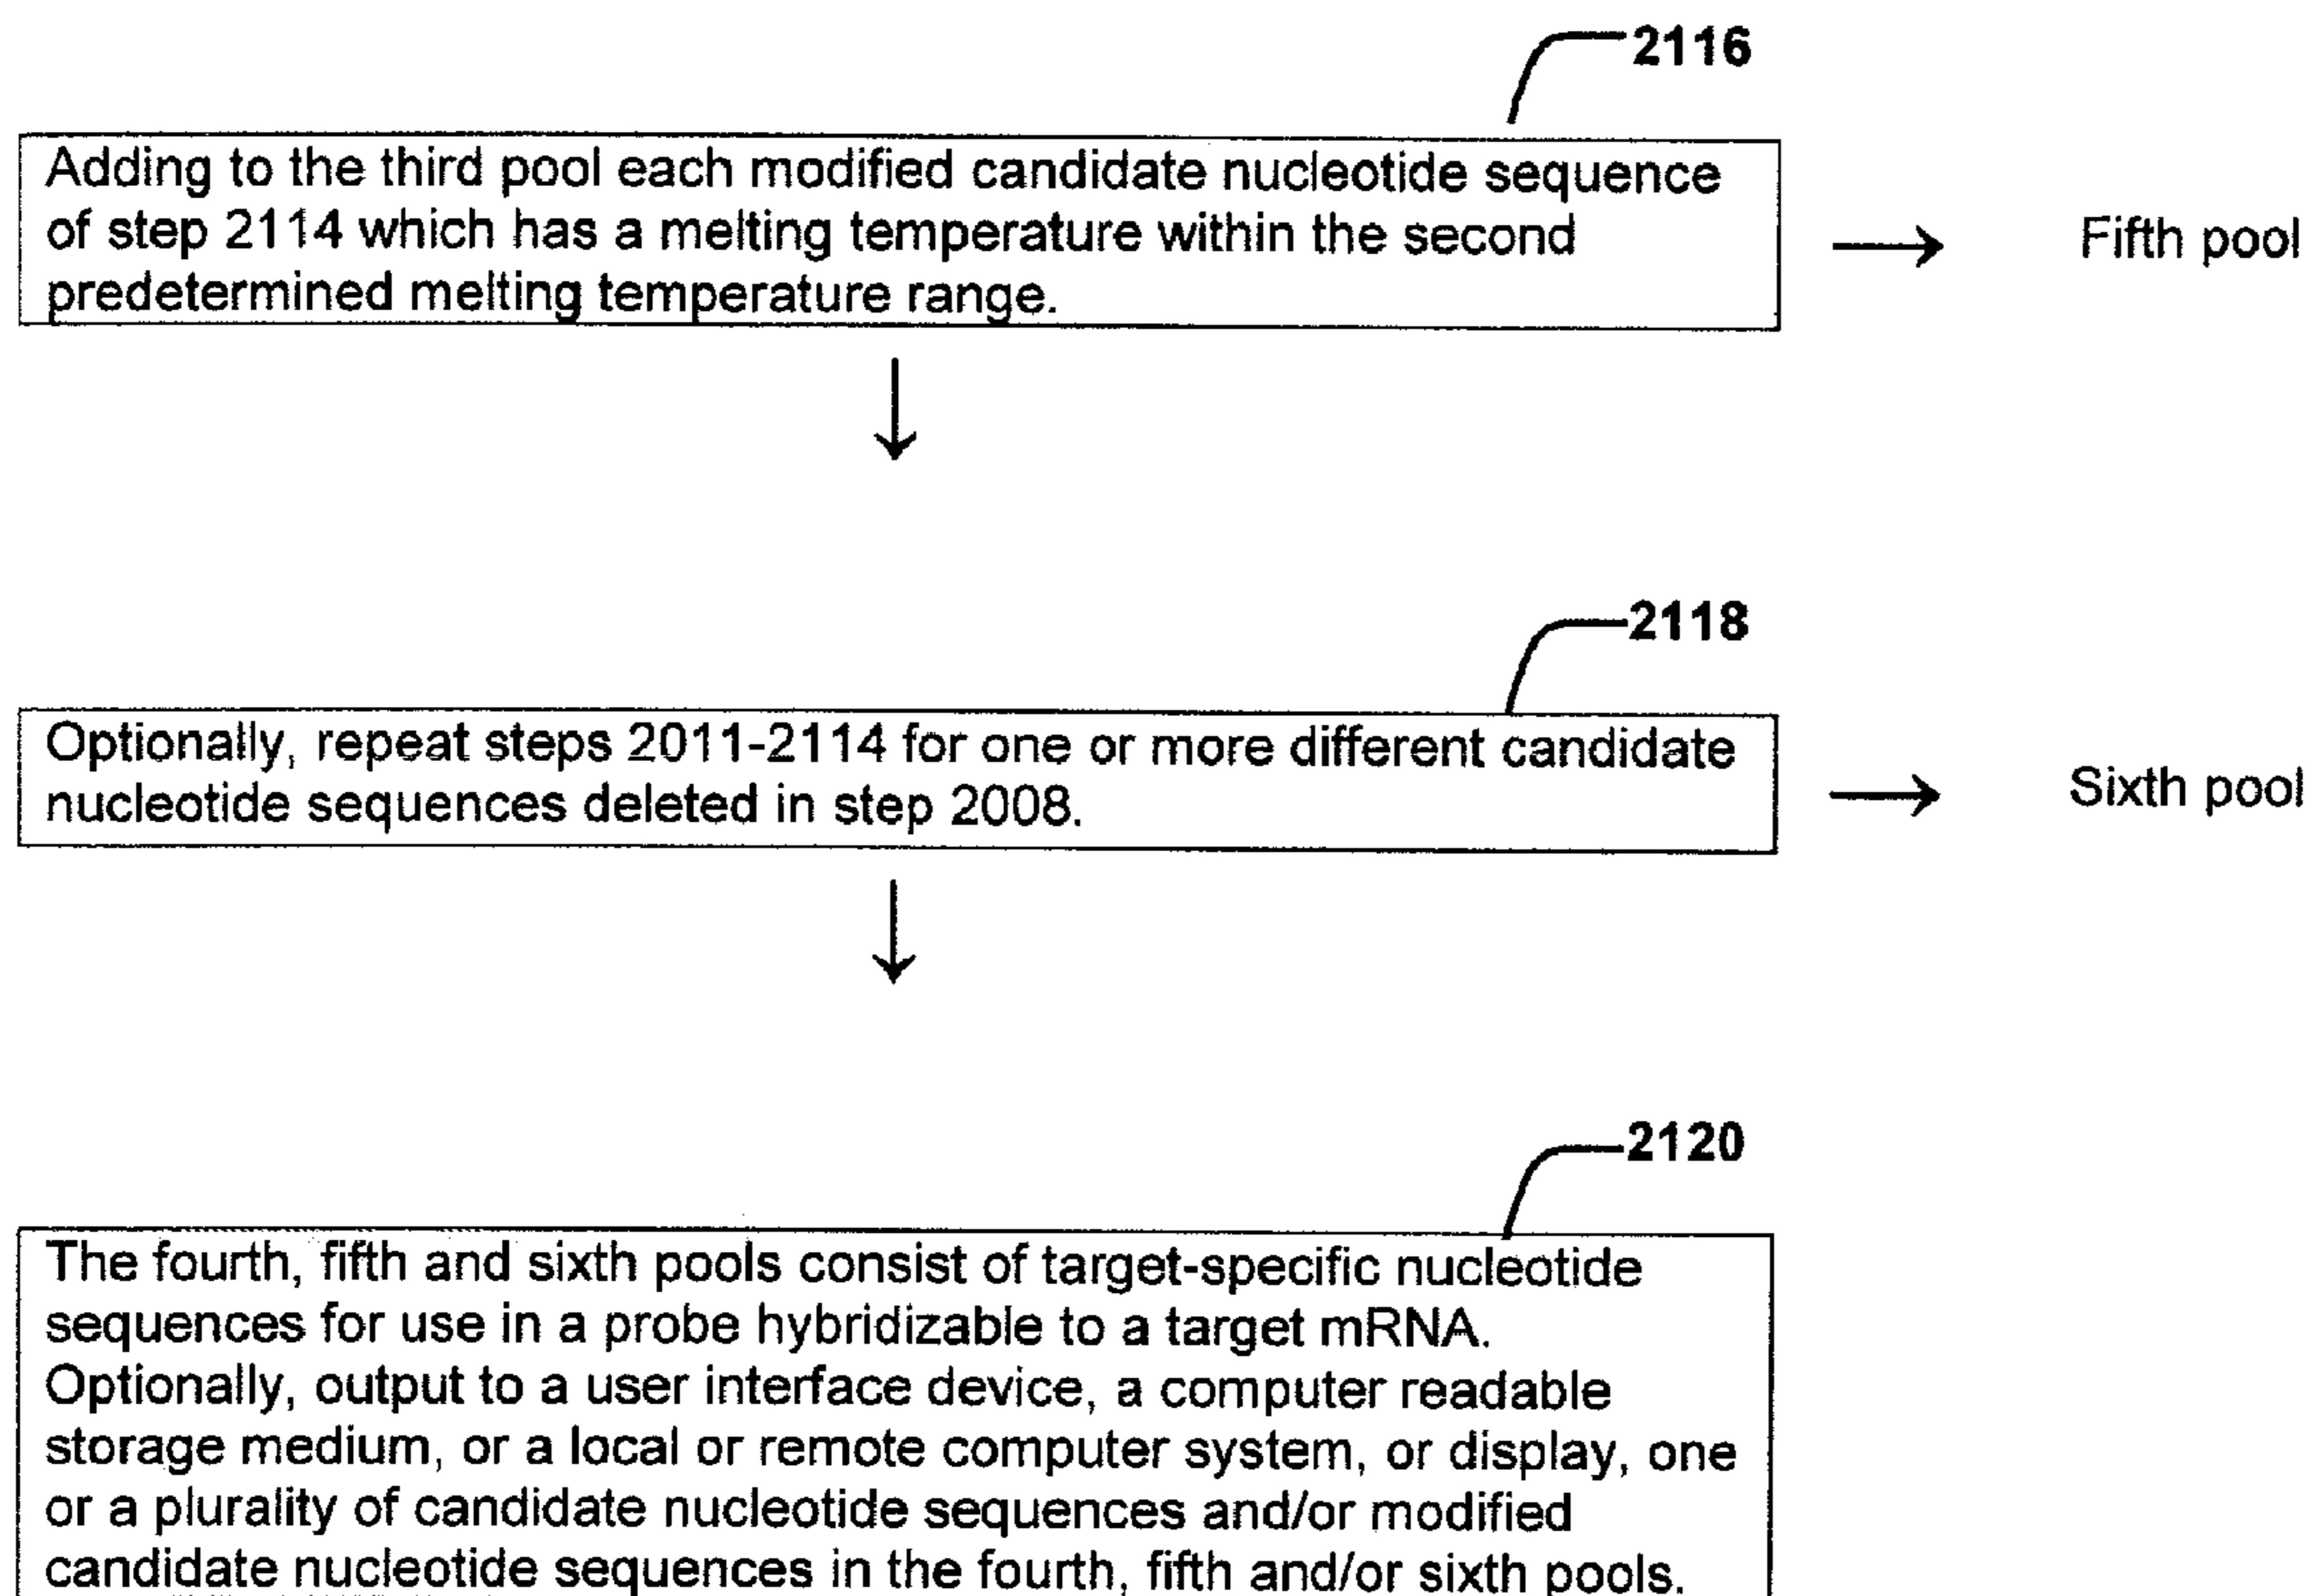 2116
Adding to the third pool each modified candidate nucleotide sequence
of step 2114 which has a melting temperature within the second
predetermined melting temperature range.
Fifth pool
2118
Optionally, repeat steps 2011-2114 for one or more different candidate
nucleotide sequences deleted in step 2008.
Sixth pool
2120
The fourth, fifth and sixth pools consist of target-specific nucleotide
sequences for use in a probe hybridizable to a target mRNA.
Optionally, output to a user interface device, a computer readable
storage medium, or a local or remote computer system, or display, one
or a plurality of candidate nucleotide sequences and/or modified
candidate nucleotide sequences in the fourth, fifth and/or sixth pools.